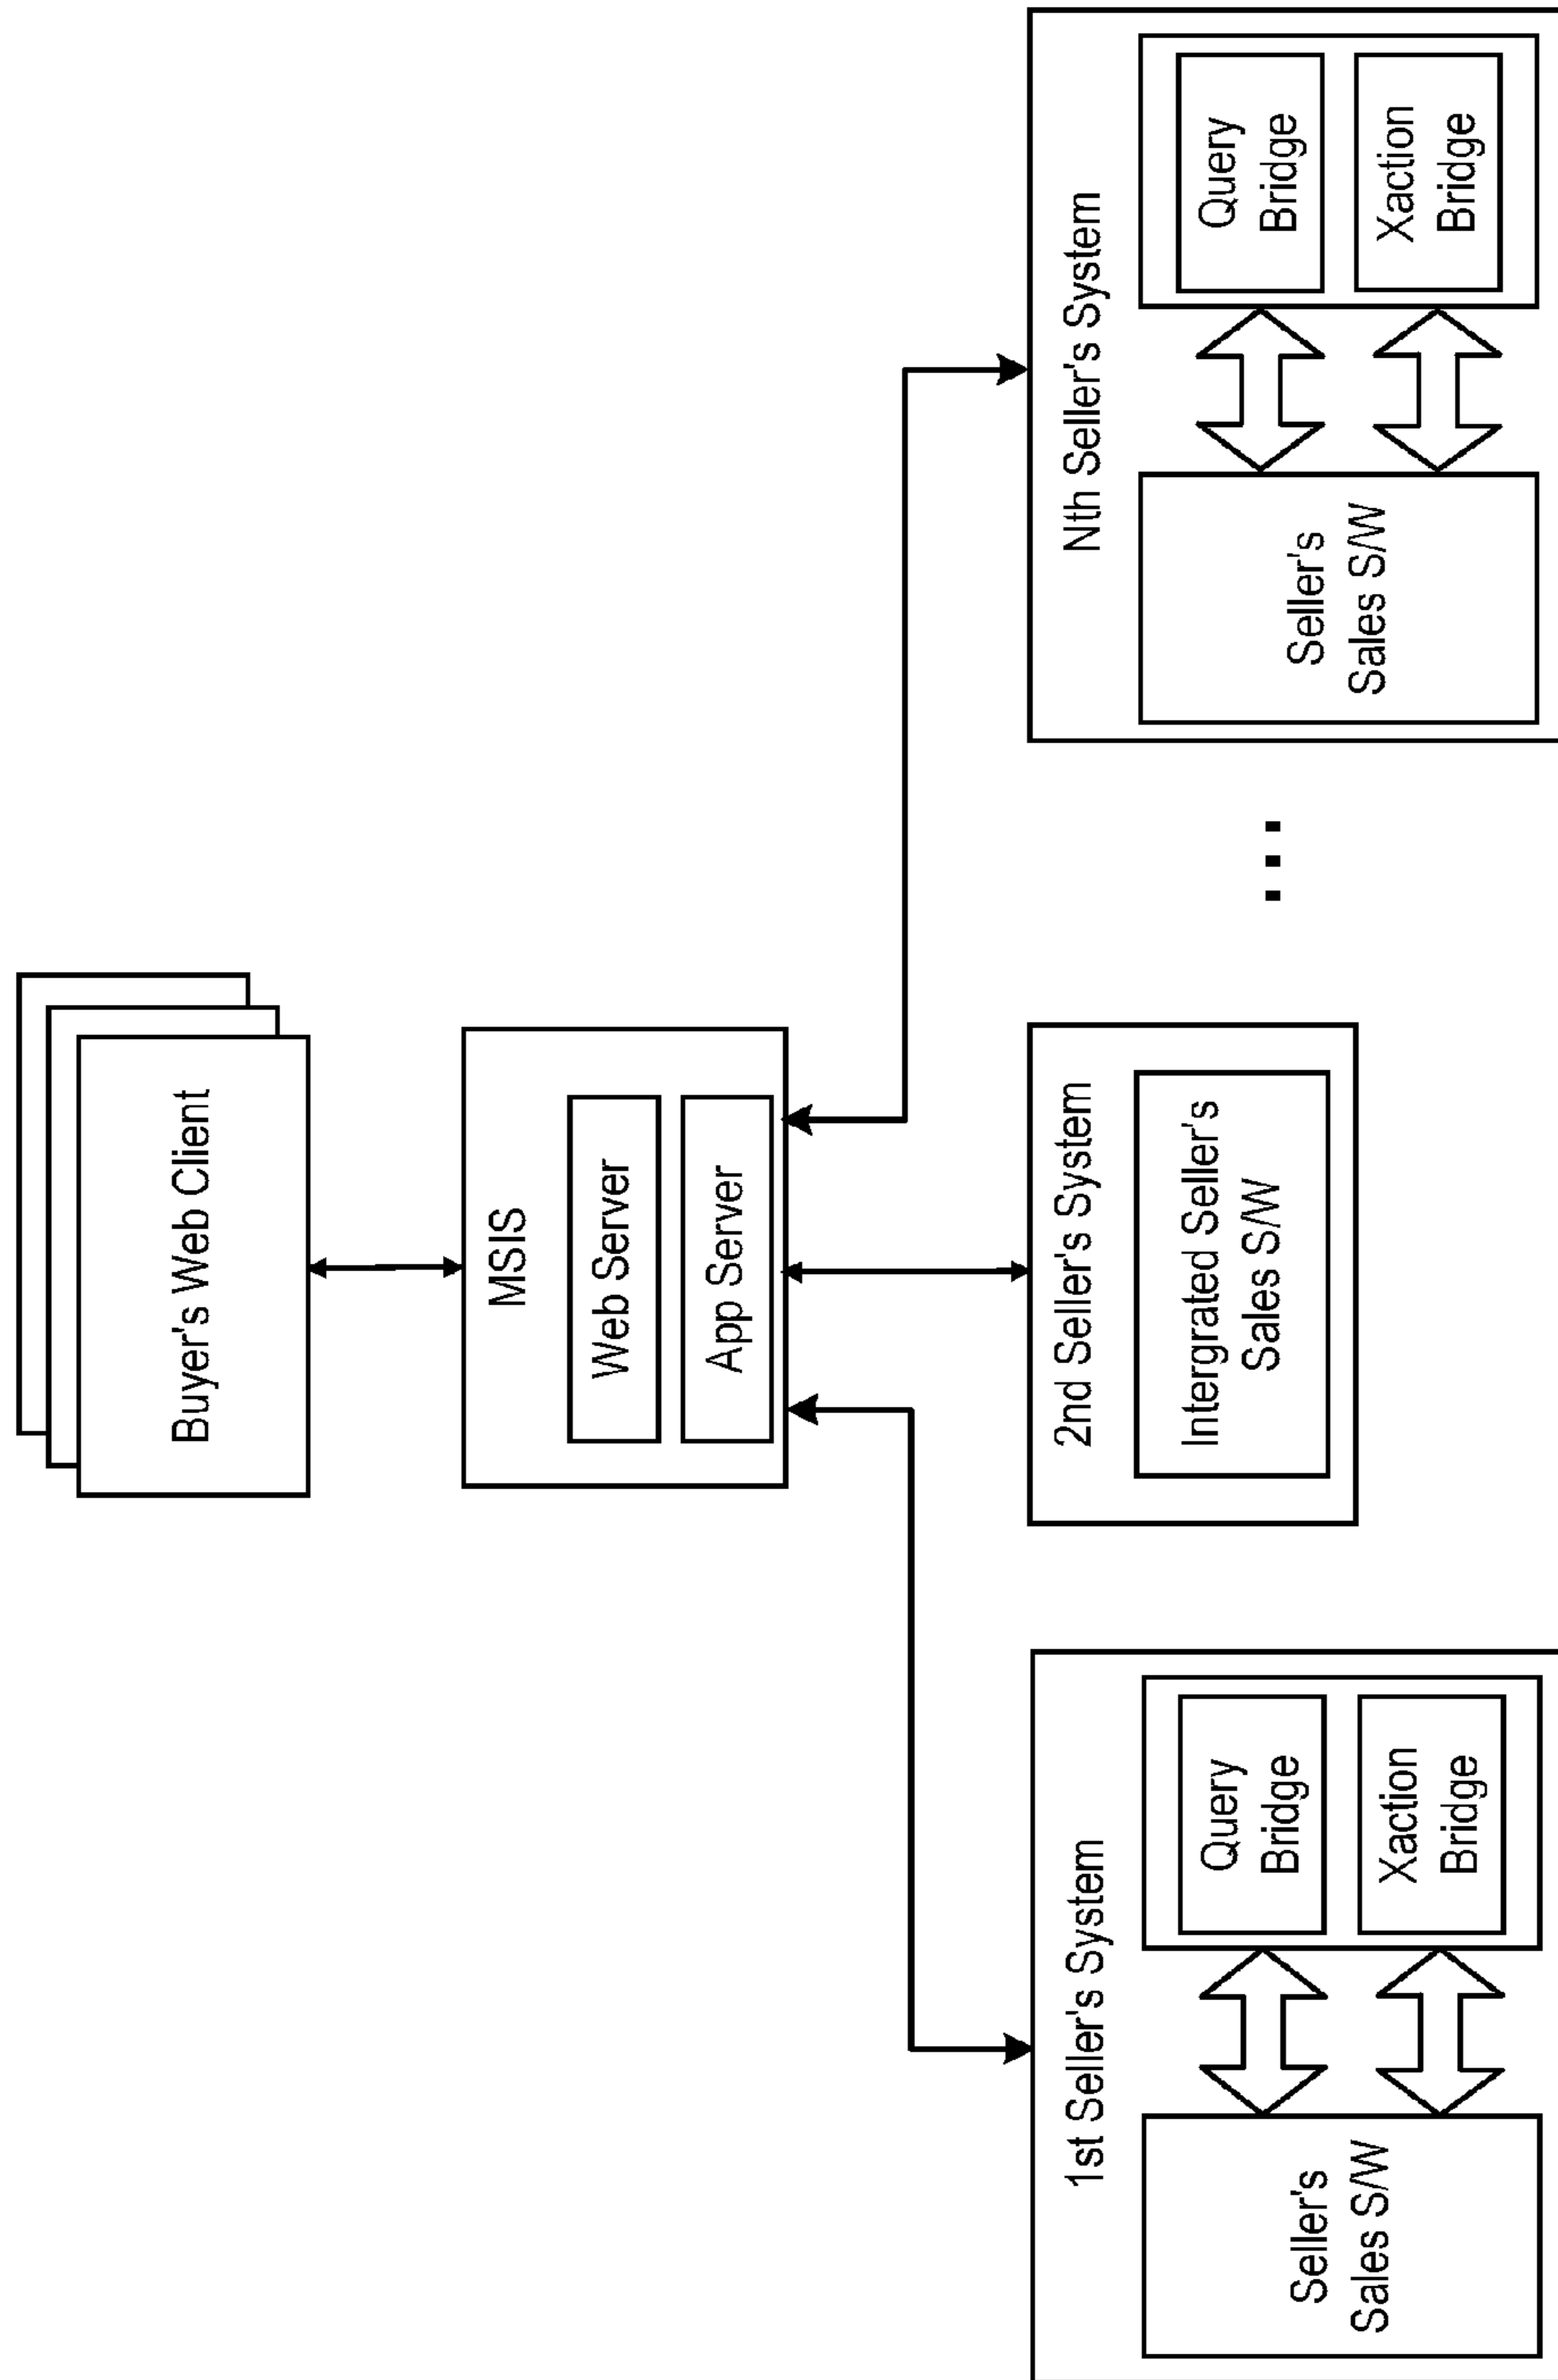 Buyer's Web Client
MSIS
Web Server
App Server
1st Seller's System
Seller's
Sales S/W
Query
Bridge
Xaction
Bridge
2nd Seller's System
Intergrated Seller's
Sales S/W
...
Nth Seller's System
Seller's
Sales S/W
Query
Bridge
Xaction
Bridge